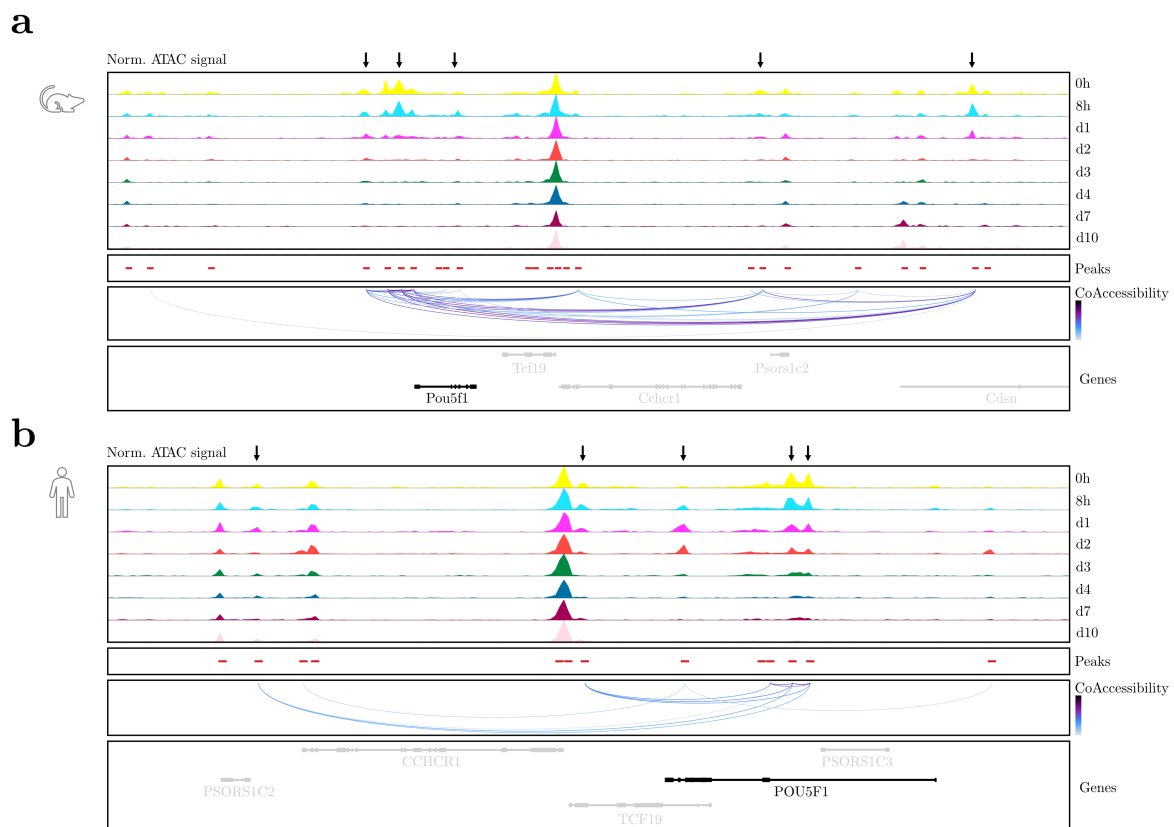 a
Norm. ATAC signal
0h
8h
d1
d2
d3
d4
d7
d10
Peaks
CoAccessibility
Tcf19
Psors1c2
Pou5f1
Cchcr1
Cdsn
Genes
b
Norm. ATAC signal
0h
8h
d1
d2
d3
d4
d7
d10
Peaks
CoAccessibility
CCHCR1
PSORS1C3
PSORS1C2
POU5F1
TCF19
Genes